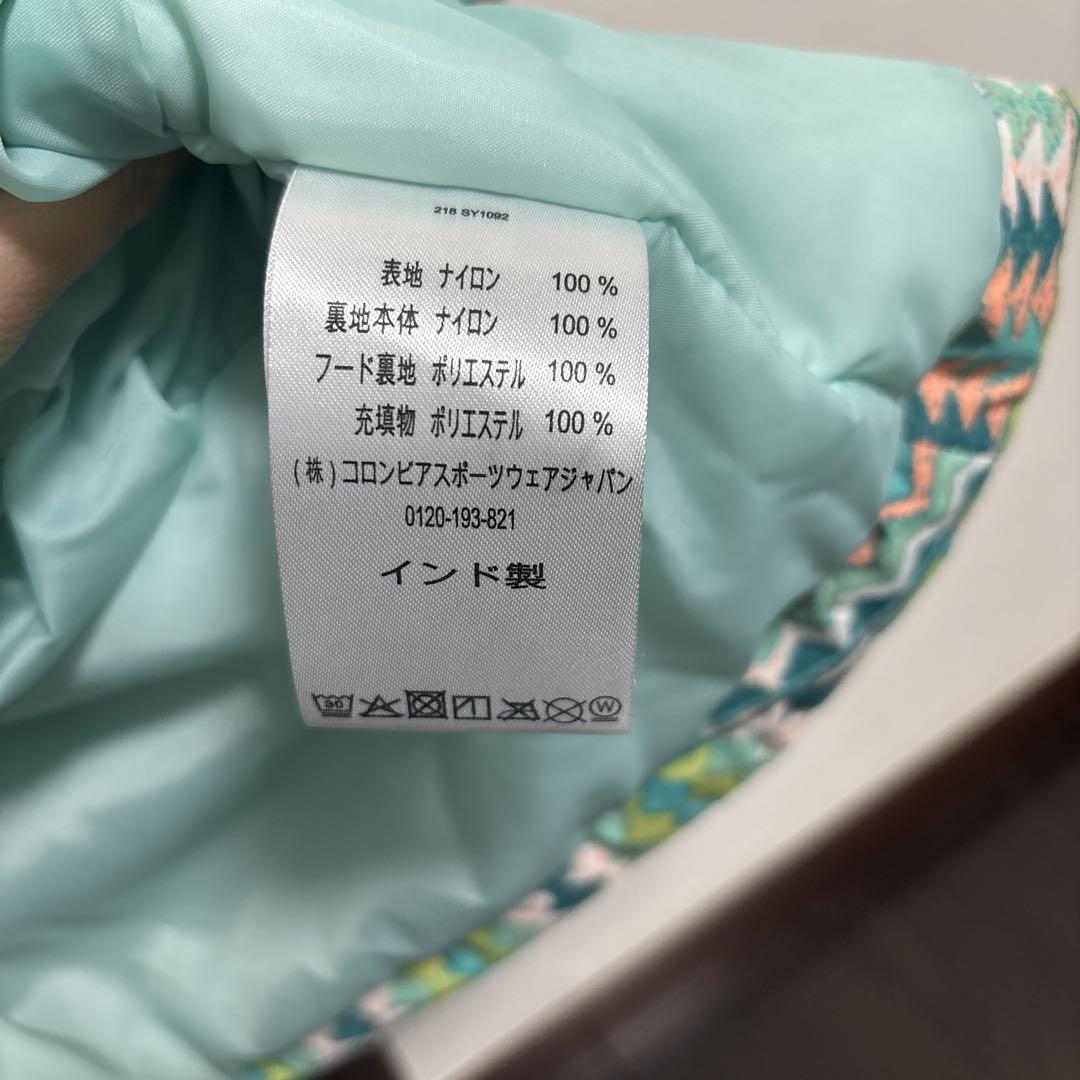 218 SY1092
表地 ナイロン 100 %
裏地本体 ナイロン 100 %
フード裏地 ポリエステル 100 %
充填物 ポリエステル 100 %
(株)コロンビアスポーツウェアジャパン
0120-193-821
インド製
30 W